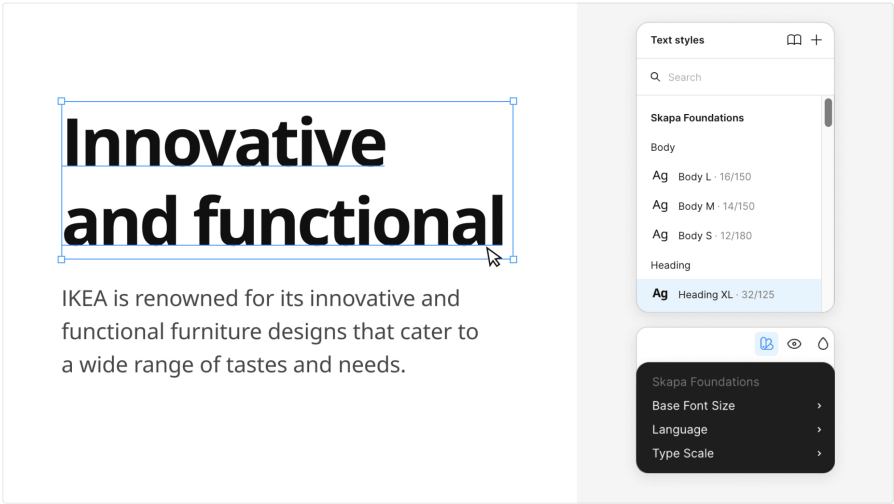 Innovative
and functional
IKEA is renowned for its innovative and
functional furniture designs that cater to
a wide range of tastes and needs.
Text styles
Search
Skapa Foundations
Body
Ag Body L · 16/150
Ag Body M · 14/150
Ag Body S · 12/180
Heading
Ag Heading XL · 32/125
Skapa Foundations
Base Font Size
Language
Type Scale